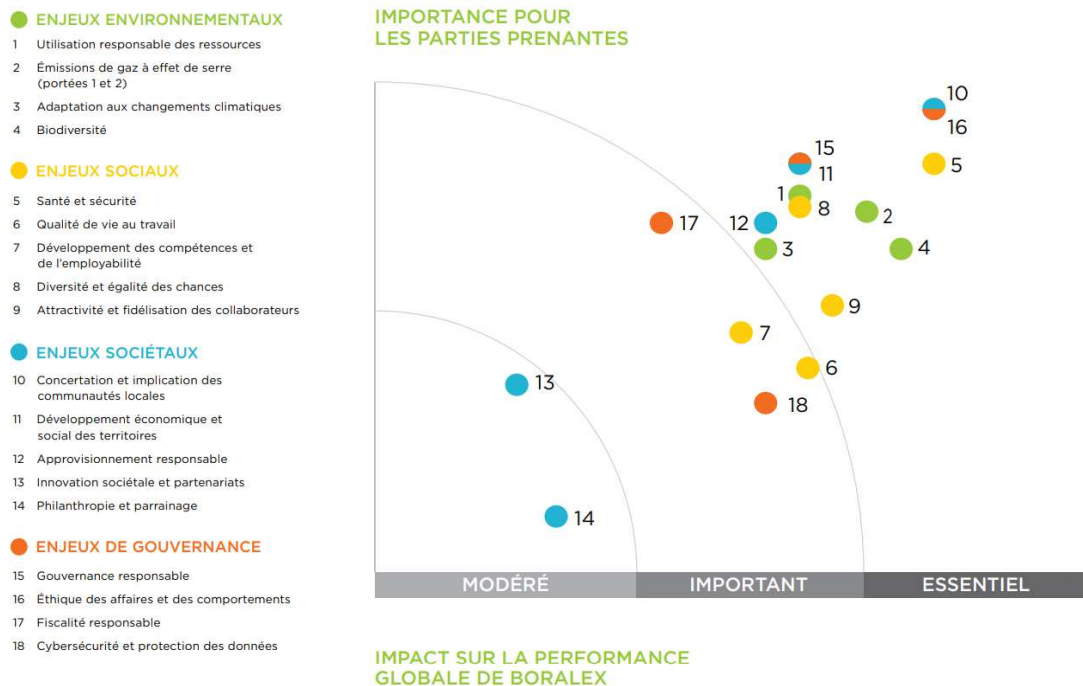 ENJEUX ENVIRONNEMENTAUX
1 Utilisation responsable des ressources
2 Émissions de gaz à effet de serre
(portées 1 et 2)
3 Adaptation aux changements climatiques
4 Biodiversité
ENJEUX SOCIAUX
5 Santé et sécurité
6 Qualité de vie au travail
7 Développement des compétences et
de l'employabilité
8 Diversité et égalité des chances
9 Attractivité et fidélisation des collaborateurs
ENJEUX SOCIÉTAUX
10 Concertation et implication des
communautés locales
11 Développement économique et
social des territoires
12 Approvisionnement responsable
13 Innovation sociétale et partenariats
14 Philanthropie et parrainage
ENJEUX DE GOUVERNANCE
15 Gouvernance responsable
16 Éthique des affaires et des comportements
17 Fiscalité responsable
18 Cybersécurité et protection des données
IMPORTANCE POUR
LES PARTIES PRENANTES
10
16
15
5
11
1
8
2
17
12
3
4
9
7
6
13
18
14
MODÉRÉ IMPORTANT ESSENTIEL
IMPACT SUR LA PERFORMANCE
GLOBALE DE BORALEX